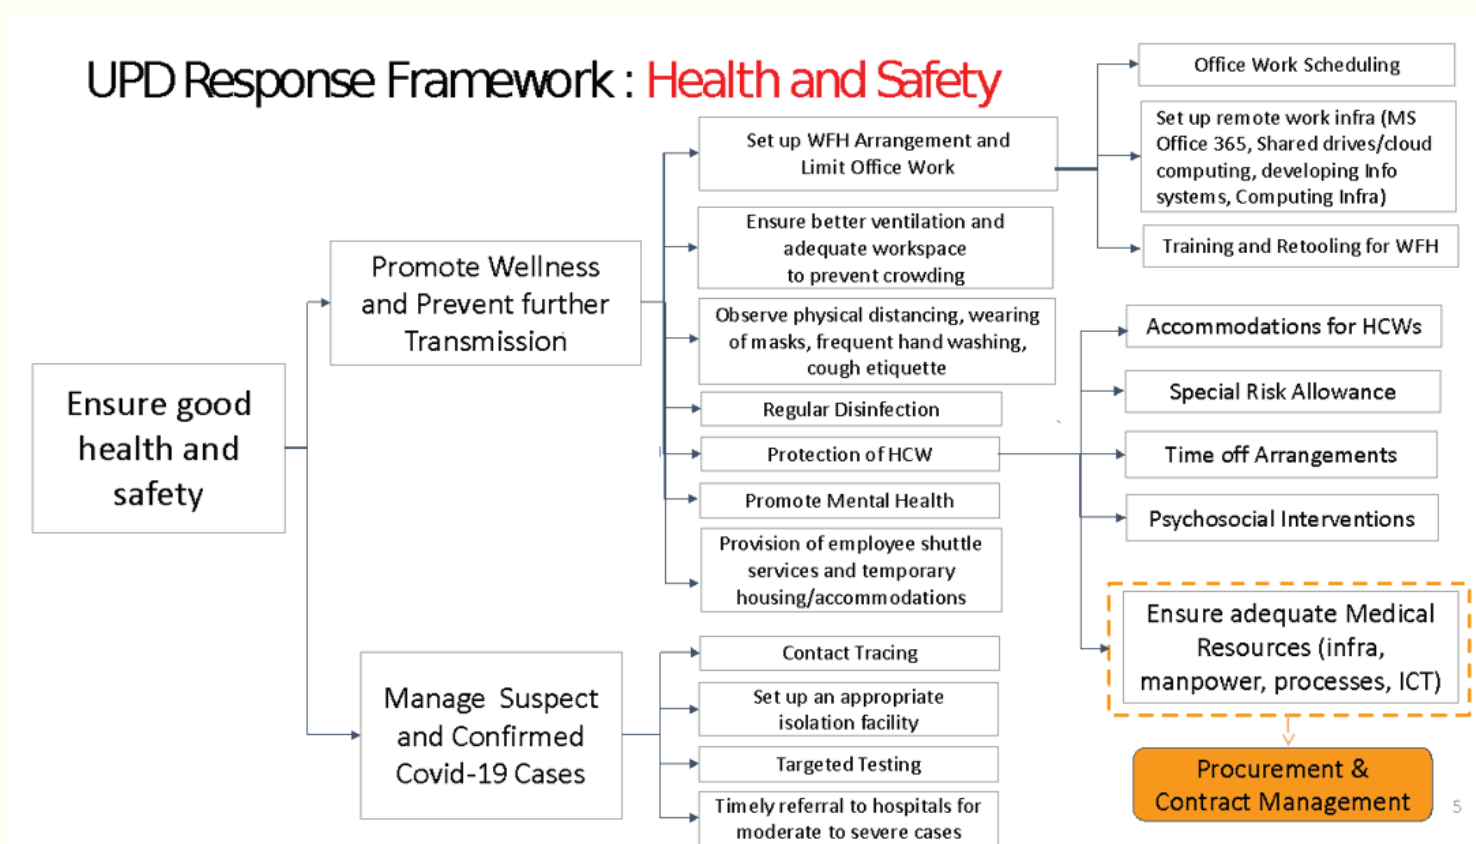 UPD Response Framework : Health and Safety
Ensure good
health and
safety
Promote Wellness
and Prevent further
Transmission
Manage Suspect
and Confirmed
Covid-19 Cases
Set up WFH Arrangement and
Limit Office Work
Ensure better ventilation and
adequate workspace
to prevent crowding
Observe physical distancing, wearing
of masks, frequent hand washing,
cough etiquette
Regular Disinfection
Protection of HCW
Promote Mental Health
Provision of employee shuttle
services and temporary
housing/accommodations
Contact Tracing
Set up an appropriate
isolation facility
Targeted Testing
Timely referral to hospitals for
moderate to severe cases
Office Work Scheduling
Set up remote work infra (MS
Office 365, Shared drives/cloud
computing, developing Info
systems, Computing Infra)
Training and Retooling for WFH
Accommodations for HCWs
Special Risk Allowance
Time off Arrangements
Psychosocial Interventions
Ensure adequate Medical
Resources (infra,
manpower, processes, ICT)
Procurement &
Contract Management
5